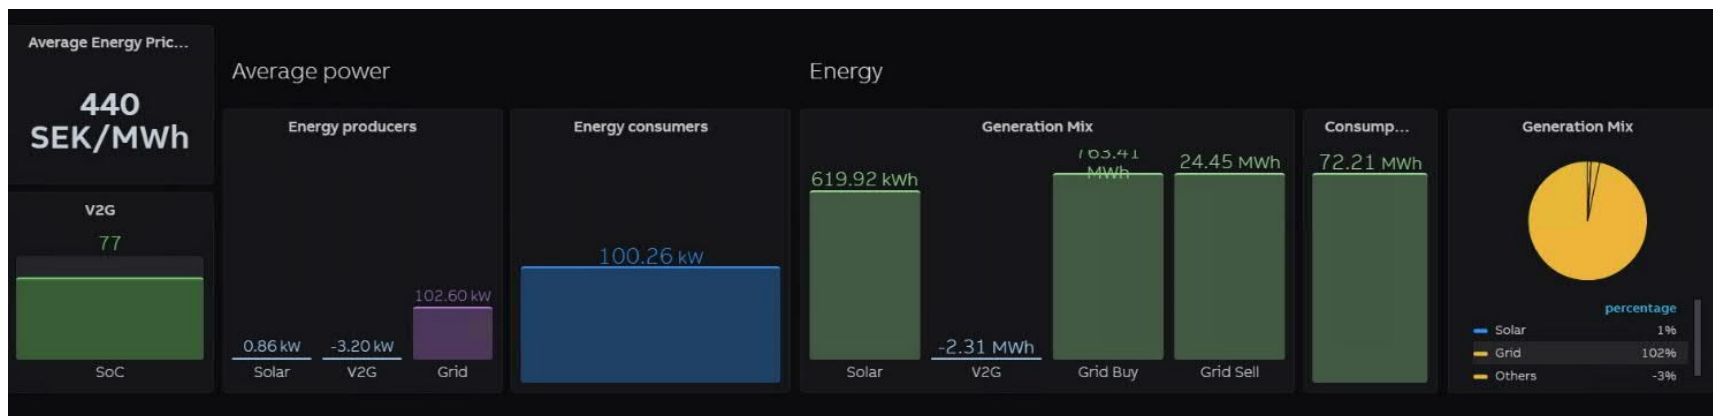 Average Energy Pric...
440
SEK/MWh
V2G
77
SoC
Average power
Energy producers
0.86 kW
-3.20 kW
102.60 kW
Solar
V2G
Grid
Energy consumers
100.26 kW
Energy
Generation Mix
619.92 kWh
-2.31 MWh
763.41
MWh
24.45 MWh
Solar
V2G
Grid Buy
Grid Sell
Consump...
72.21 MWh
Generation Mix
percentage
Solar 1%
Grid 102%
Others -3%